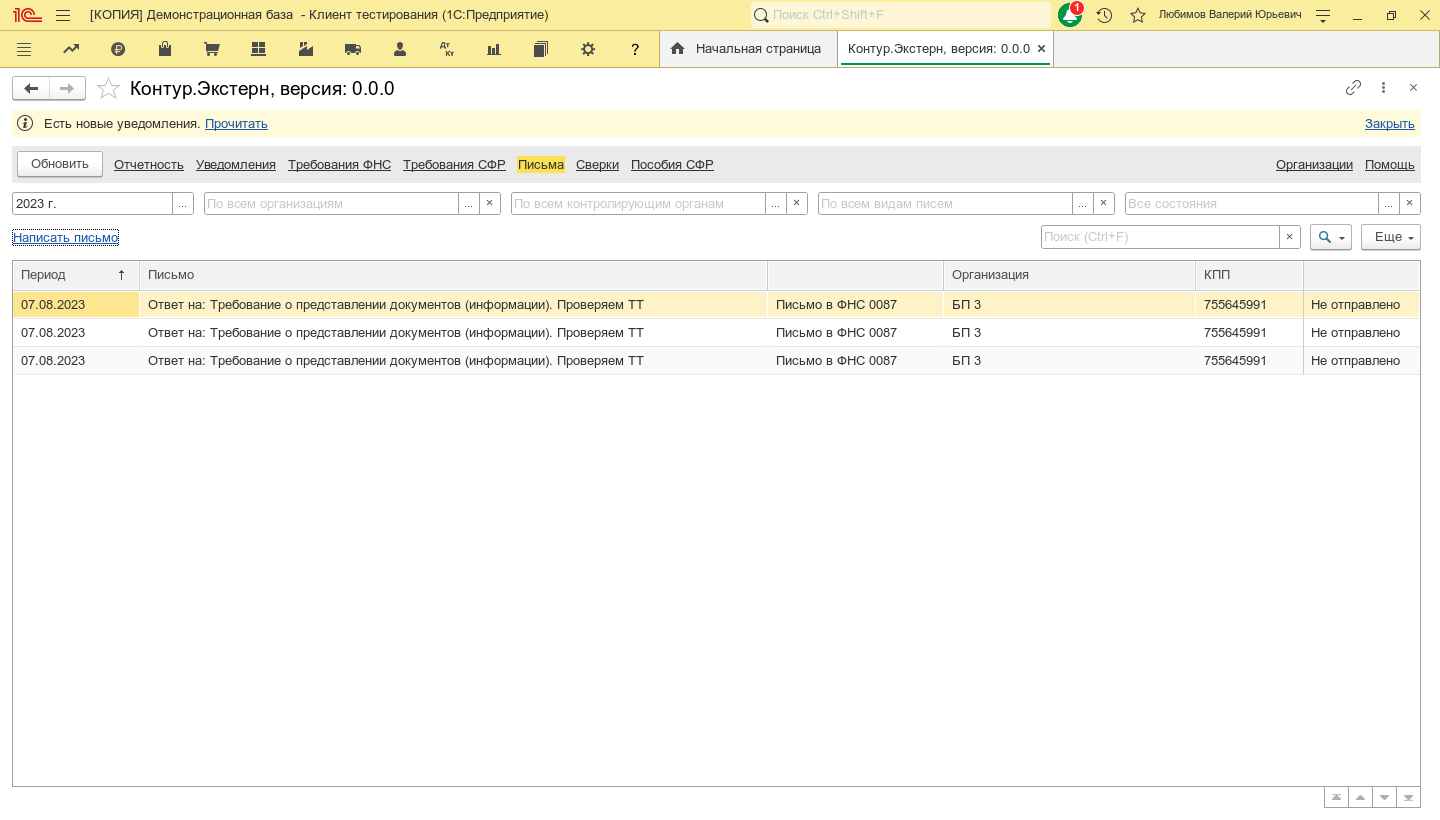 1С [КОПИЯ] Демонстрационная база - Клиент тестирования (1С:Предприятие) Поиск Ctrl+Shift+F 1 Любимов Валерий Юрьевич
Дт Кт ? Начальная страница Контур.Экстерн, версия: 0.0.0
Контур.Экстерн, версия: 0.0.0
Есть новые уведомления. Прочитать Закрыть
Обновить Отчетность Уведомления Требования ФНС Требования СФР Письма Сверки Пособия СФР Организации Помощь
2023 г. ... По всем организациям ... × По всем контролирующим органам ... × По всем видам писем ... × Все состояния ... ×
Написать письмо Поиск (Ctrl+F) × Еще
Период ↑ Письмо Организация КПП
07.08.2023 Ответ на: Требование о представлении документов (информации). Проверяем ТТ Письмо в ФНС 0087 БП 3 755645991 Не отправлено
07.08.2023 Ответ на: Требование о представлении документов (информации). Проверяем ТТ Письмо в ФНС 0087 БП 3 755645991 Не отправлено
07.08.2023 Ответ на: Требование о представлении документов (информации). Проверяем ТТ Письмо в ФНС 0087 БП 3 755645991 Не отправлено